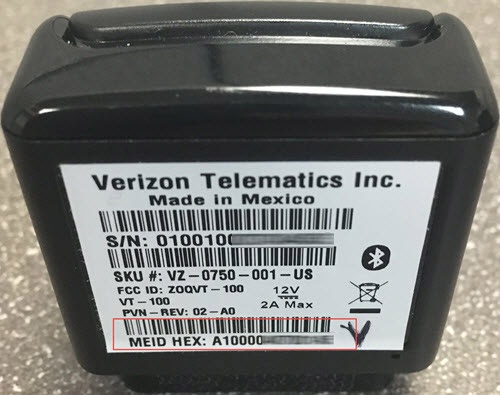 Verizon Telematics Inc.
Made in Mexico
S/N: 010010
SKU #: VZ-0750-001-US
FCC ID: ZOQVT-100
12V
VT-100
2A Max
PVN-REV: 02-A0
MEID HEX: A10000